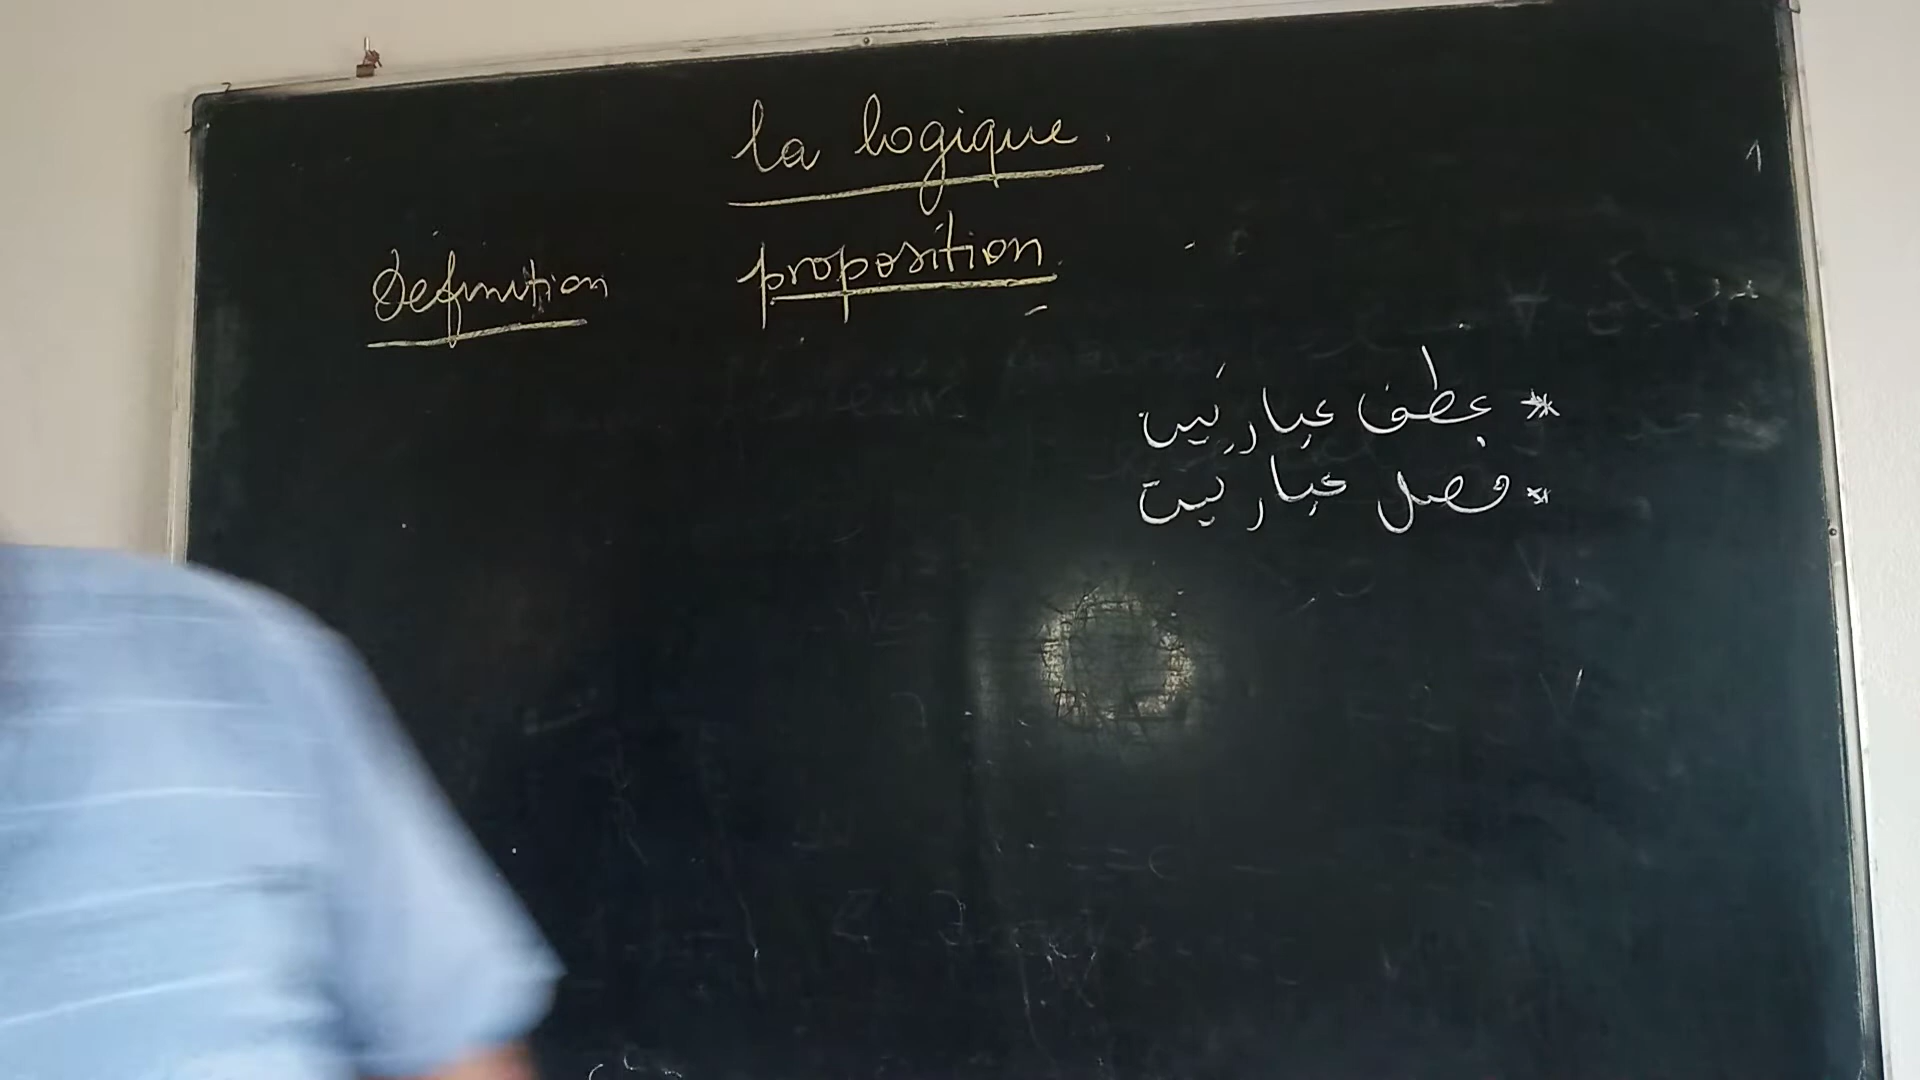 la logique.
Définition proposition
* عطف عبارتين
* فصل عبارتين